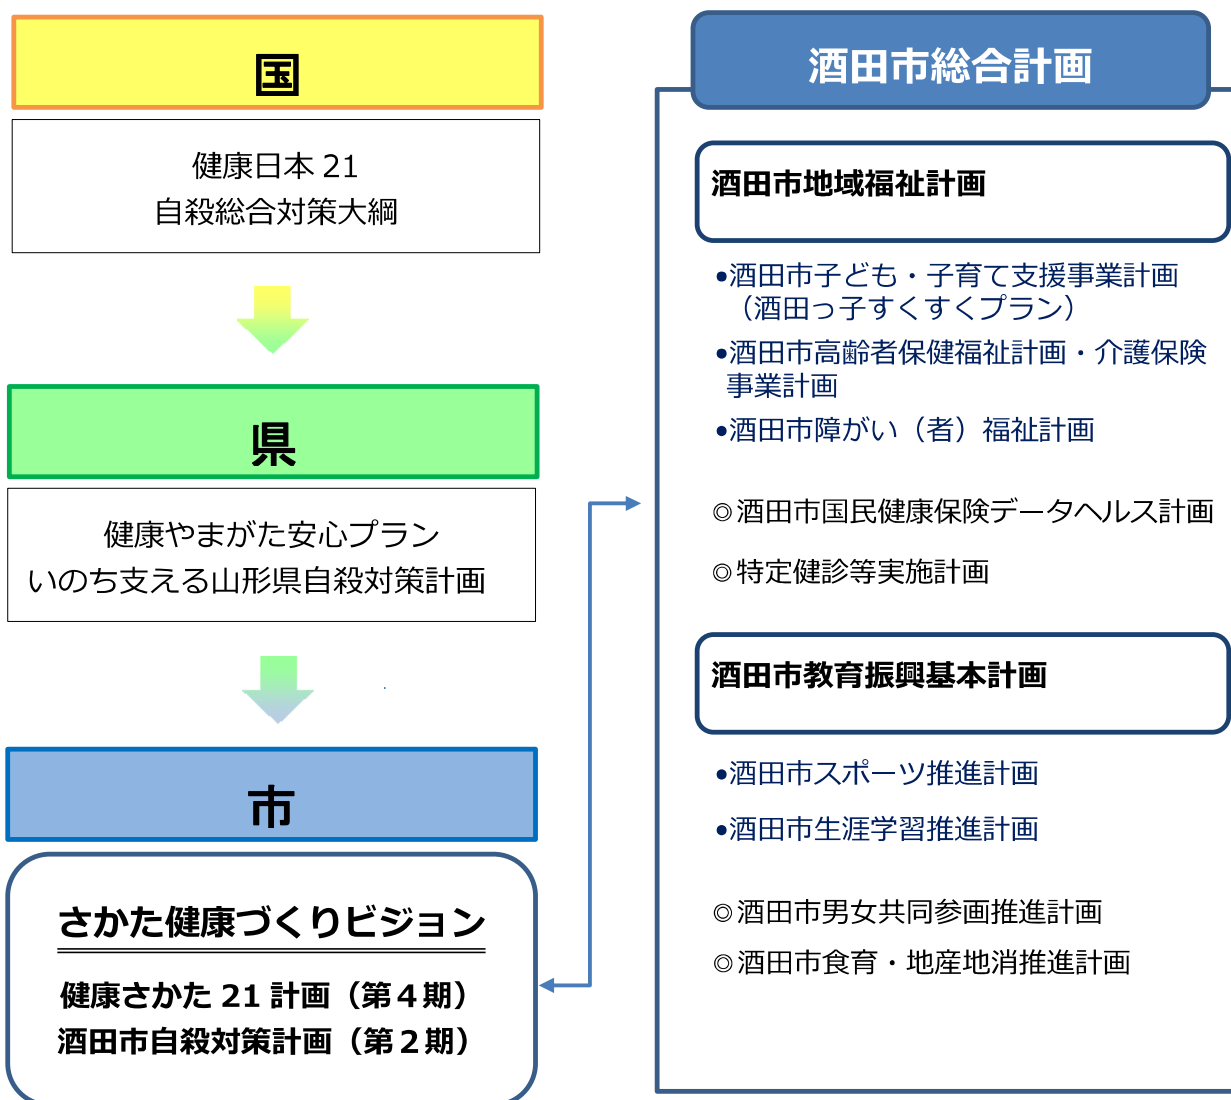 国
健康日本 21
自殺総合対策大綱
県
健康やまがた安心プラン
いのち支える山形県自殺対策計画
市
さかた健康づくりビジョン
健康さかた 21 計画（第４期）
酒田市自殺対策計画（第２期）
酒田市総合計画
酒田市地域福祉計画
•酒田市子ども・子育て支援事業計画
（酒田っ子すくすくプラン）
•酒田市高齢者保健福祉計画・介護保険
事業計画
•酒田市障がい（者）福祉計画
◎酒田市国民健康保険データヘルス計画
◎特定健診等実施計画
酒田市教育振興基本計画
•酒田市スポーツ推進計画
•酒田市生涯学習推進計画
◎酒田市男女共同参画推進計画
◎酒田市食育・地産地消推進計画